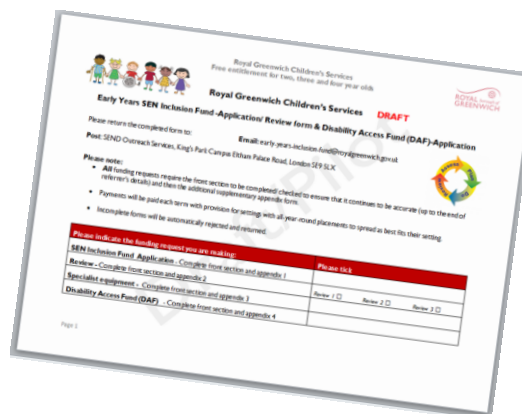 Royal Greenwich Children's Services
Free entitlement for two, three and four year olds
ROYAL borough of
GREENWICH
Royal Greenwich Children's Services DRAFT
Early Years SEN Inclusion Fund -Application/ Review form & Disability Access Fund (DAF)-Application
Please return the completed form to:
Email: early-years-inclusion-fund@royalgreenwich.gov.uk
Post: SEND Outreach Services, King's Park Campus Eltham Palace Road, London SE9 5LX
Please note:
• All funding requests require the front section to be completed/ checked to ensure that it continues to be accurate (up to the end of
referrer's details) and then the additional supplementary appendix form.
• Payments will be paid each term with provision for settings with all-year-round placements to spread as best fits their setting.
• Incomplete forms will be automatically rejected and returned.
Please indicate the funding request you are making: Please tick
SEN Inclusion Fund Application - Complete front section and appendix 1
Review - Complete front section and appendix 2 Review 1 ☐ Review 2 ☐ Review 3 ☐
Specialist equipment - Complete front section and appendix 3
Disability Access Fund (DAF) - Complete front section and appendix 4
Page 1